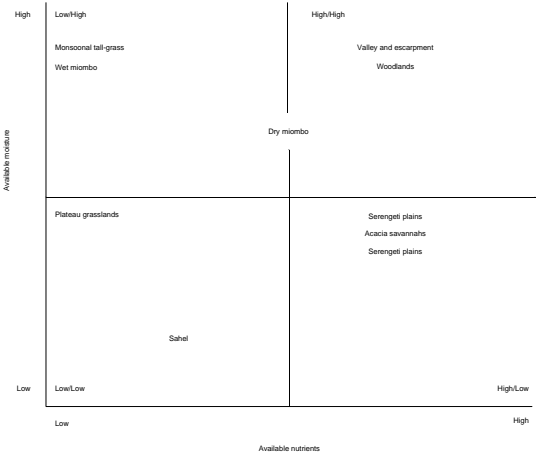 High
Low/High
High/High
Monsoonal tall-grass
Valley and escarpment
Wet miombo
Woodlands
Dry miombo
Available moisture
Plateau grasslands
Serengeti plains
Acacia savannahs
Serengeti plains
Sahel
Low
Low/Low
High/Low
Low
High
Available nutrients